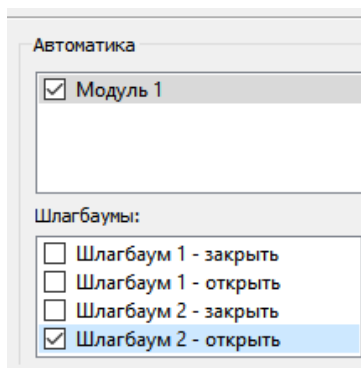 Автоматика
Модуль 1
Шлагбаумы:
Шлагбаум 1 - закрыть
Шлагбаум 1 - открыть
Шлагбаум 2 - закрыть
Шлагбаум 2 - открыть